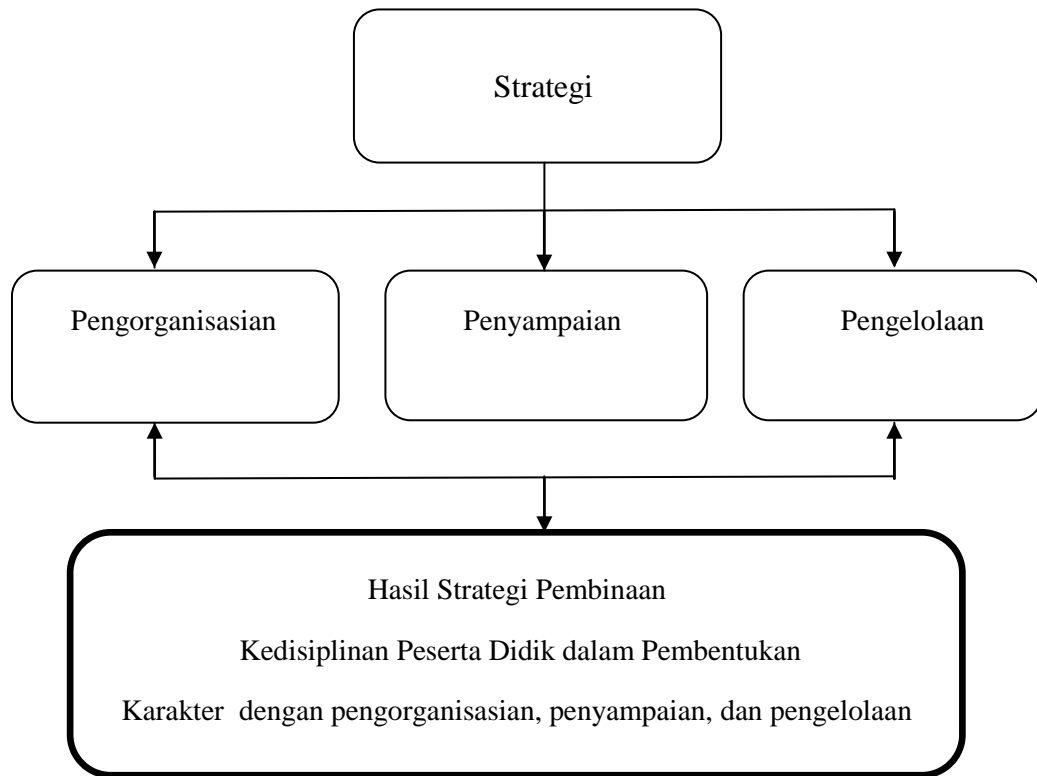 Strategi
Pengorganisasian
Penyampaian
Pengelolaan
Hasil Strategi Pembinaan
Kedisiplinan Peserta Didik dalam Pembentukan
Karakter dengan pengorganisasian, penyampaian, dan pengelolaan